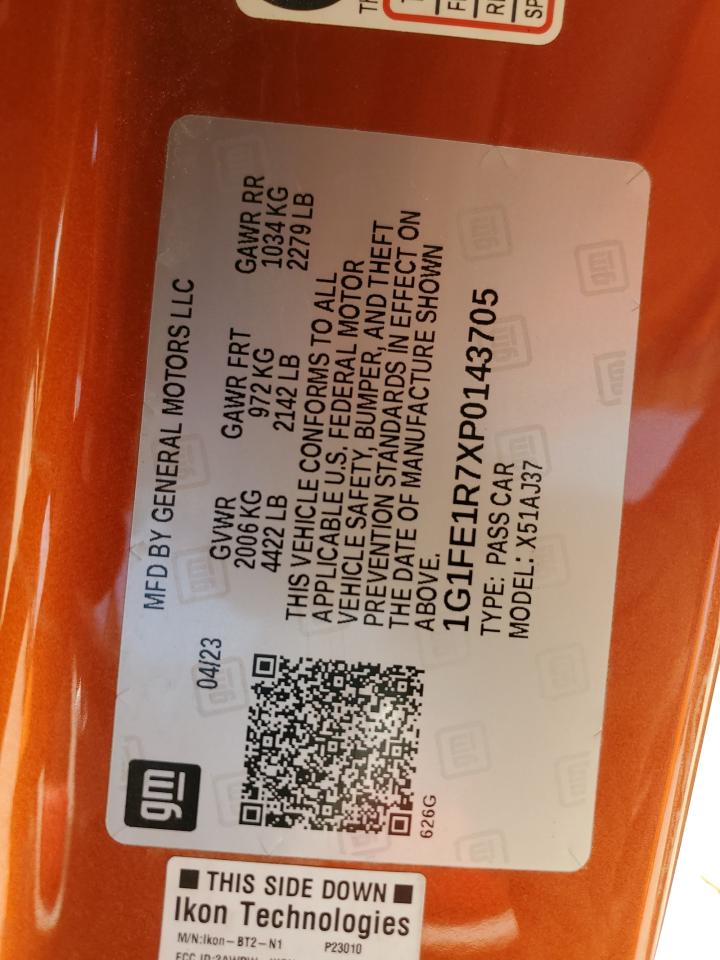 MFD BY GENERAL MOTORS LLC
04/23
GVWR GAWR FRT GAWR RR
2006 KG 972 KG 1034 KG
4422 LB 2142 LB 2279 LB
THIS VEHICLE CONFORMS TO ALL
APPLICABLE U.S. FEDERAL MOTOR
VEHICLE SAFETY, BUMPER, AND THEFT
PREVENTION STANDARDS IN EFFECT ON
THE DATE OF MANUFACTURE SHOWN
ABOVE.
1G1FE1R7XP0143705
TYPE: PASS CAR
MODEL: X51AJ37
gm
626G
THIS SIDE DOWN
Ikon Technologies
M/N:Ikon-BT2-N1 P23010